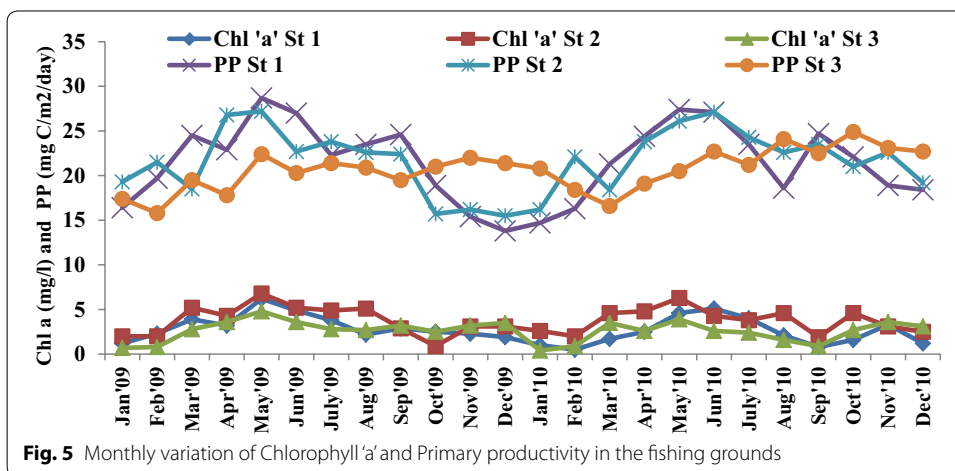 Chl a (mg/l) and PP (mg C/m2/day)
35
30
25
20
15
10
5
0
Chl 'a' St 1
Chl 'a' St 2
Chl 'a' St 3
PP St 1
PP St 2
PP St 3
Jan'09
Feb'09
Mar'09
Apr'09
May'09
Jun'09
July'09
Aug'09
Sep'09
Oct'09
Nov'09
Dec'09
Jan'10
Feb'10
Mar'10
Apr'10
May'10
Jun'10
July'10
Aug'10
Sep'10
Oct'10
Nov'10
Dec'10
Fig. 5 Monthly variation of Chlorophyll 'a' and Primary productivity in the fishing grounds